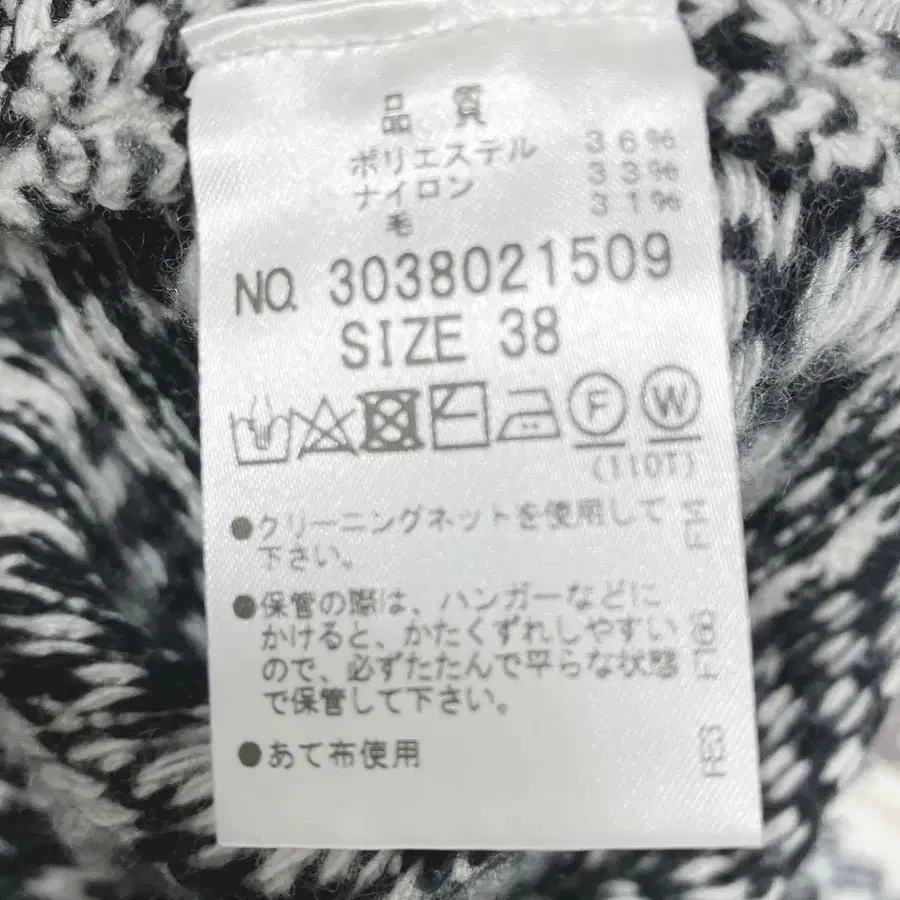 品 質
ポリエステル 36%
ナイロン 33%
毛 31%
NO. 3038021509
SIZE 38
F W
(110T)
●クリーニングネットを使用して
下さい。
●保管の際は、ハンガーなどに
かけると、かたくずれしやすい
ので、必ずたたんで平らな状態
で保管して下さい。
●あて布使用
F14